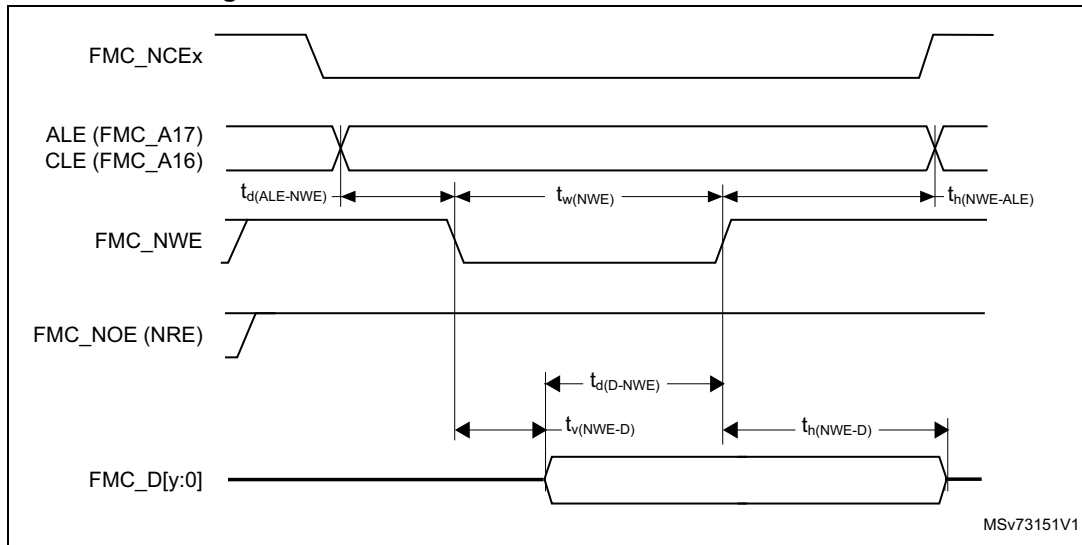 FMC_NCEx
ALE (FMC_A17)
CLE (FMC_A16)
td(ALE-NWE)
tw(NWE)
th(NWE-ALE)
FMC_NWE
FMC_NOE (NRE)
td(D-NWE)
tv(NWE-D)
th(NWE-D)
FMC_D[y:0]
MSv73151V1